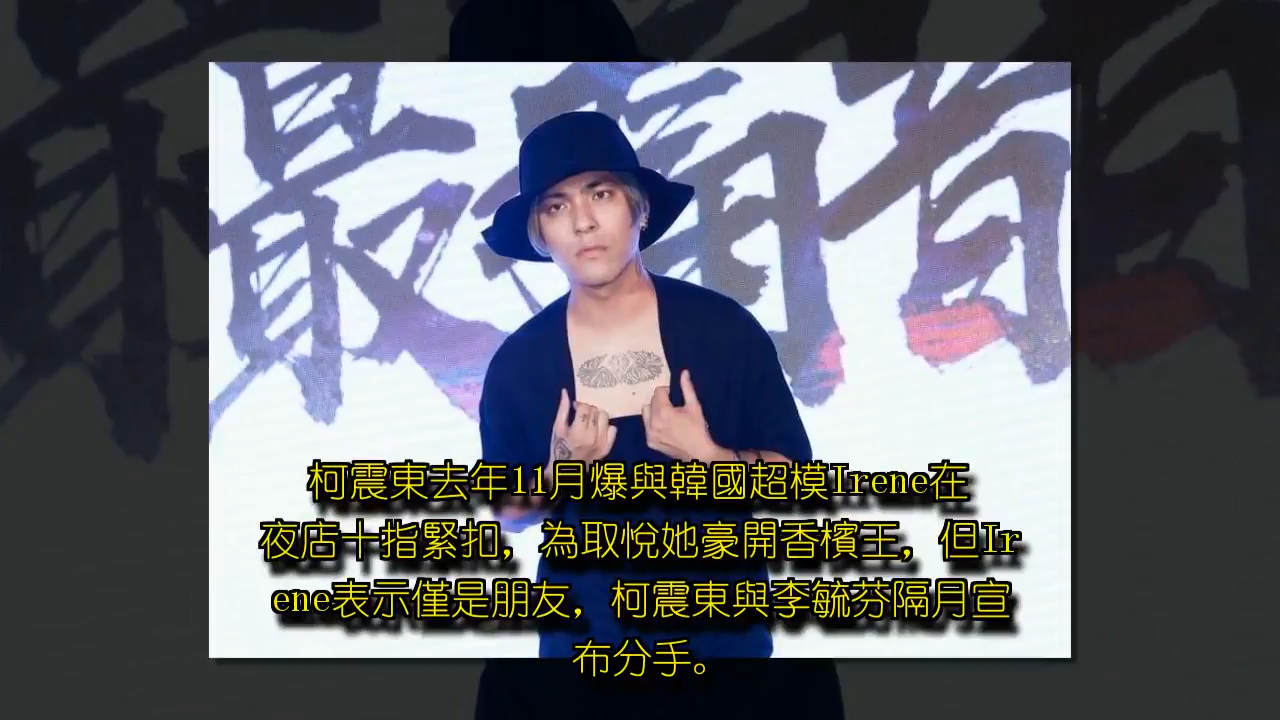 最
肖
柯震東去年11月爆與韓國超模Irene在
夜店十指緊扣，為取悅她豪開香檳王，但Ir
ene表示僅是朋友，柯震東與李毓芬隔月宣
布分手。